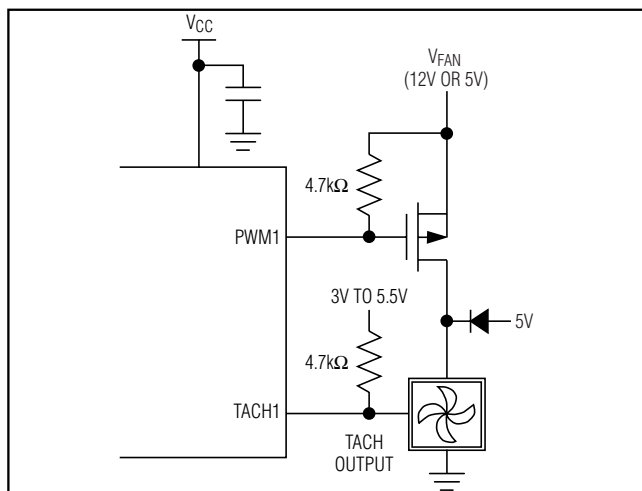 VCC
VFAN
(12V OR 5V)
4.7kΩ
PWM1
3V TO 5.5V
5V
4.7kΩ
TACH1
TACH
OUTPUT